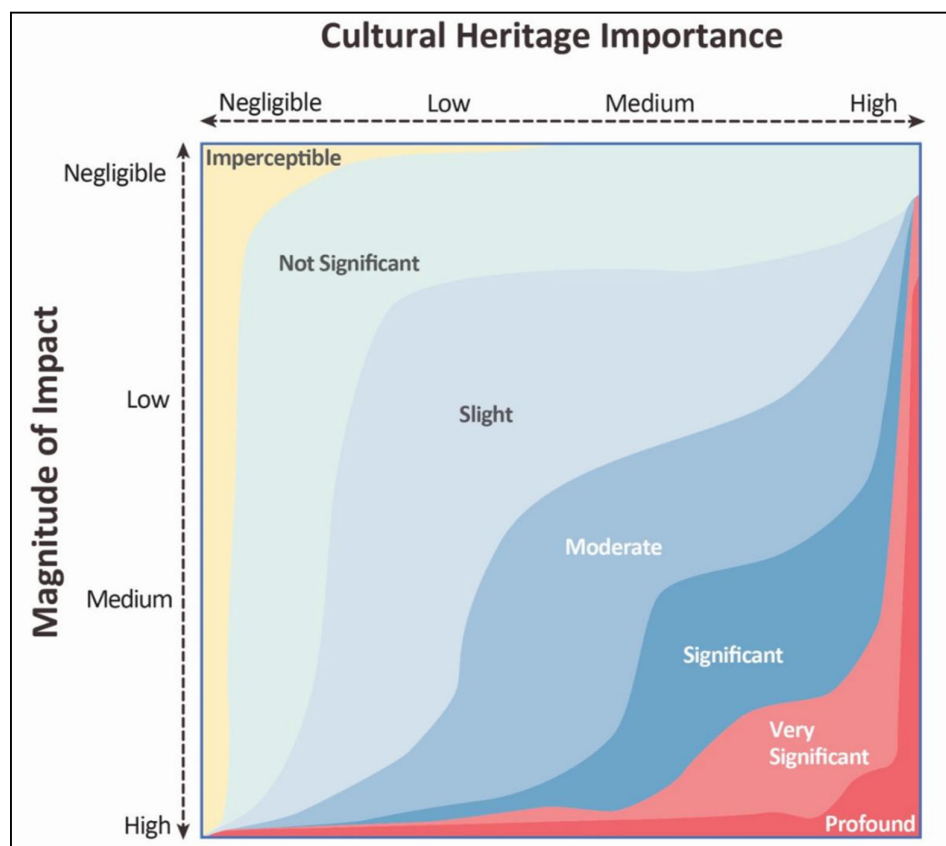 Cultural Heritage Importance
Negligible
Low
Medium
High
Negligible
Imperceptible
Not Significant
Magnitude of Impact
Low
Slight
Moderate
Medium
Significant
Very
Significant
High
Profound